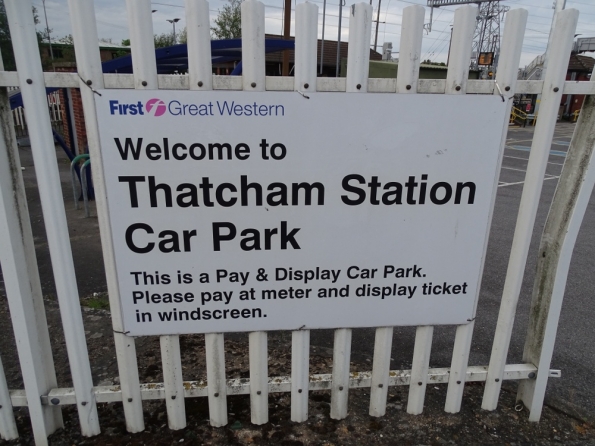 First Great Western
Welcome to
Thatcham Station
Car Park
This is a Pay & Display Car Park.
Please pay at meter and display ticket
in windscreen.